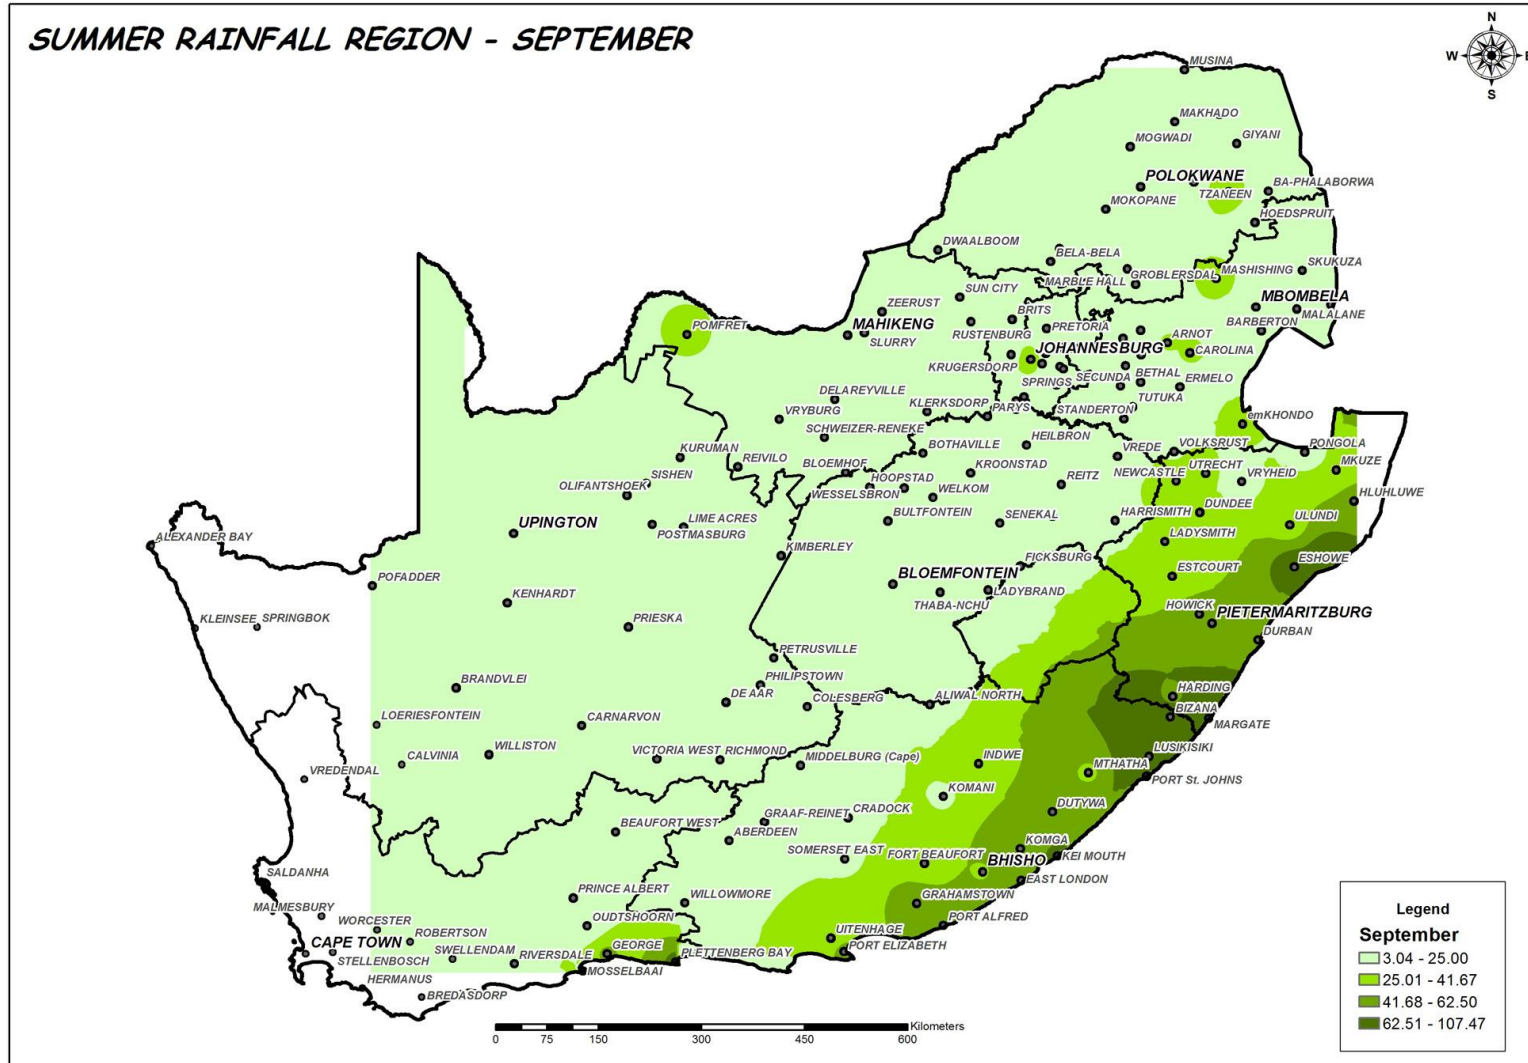 SUMMER RAINFALL REGION - SEPTEMBER
N
W E
S
MUSINA
MAKHADO
MOGWADI
GIYANI
POLOKWANE
TZANEEN
BA-PHALABORWA
MOKOPANE
HOEDSPRUIT
DWAALBOOM
BELA-BELA
MARBLE HALL
GROBLERSDAL
MASHISHING
SKUKUZA
SUN CITY
MBOMBELA
MALALANE
ZEERUST
MAHIKENG
SLURRY
BRITS
RUSTENBURG
PRETORIA
BARBERTON
POMFRET
JOHANNESBURG
ARNOT
CAROLINA
KRUGERSDORP
SPRINGS
SECUNDA
BETHAL
ERMELO
TUTUKA
DELAREYVILLE
KLERKSDORP
PARYS
STANDERTON
VRYBURG
SCHWEIZER-RENEKE
emKHONDO
KURUMAN
REIVILO
BLOEMHOF
BOTHAVILLE
HEILBRON
VREDE
VOLKSRUST
PONGOLA
SISHEN
OLIFANTSHOEK
HOOPSTAD
WESSELSBRON
KROONSTAD
WELKOM
REITZ
NEWCASTLE
UTRECHT
VRYHEID
MKUZE
HLUHLUWE
UPINGTON
LIME ACRES
POSTMASBURG
BULTFONTEIN
SENEKAL
HARRISMITH
DUNDEE
ULUNDI
LADYSMITH
ALEXANDER BAY
KIMBERLEY
FICKSBURG
ESHOWE
POFADDER
BLOEMFONTEIN
LADYBRAND
THABA-NCHU
ESTCOURT
KENHARDT
HOWICK
PIETERMARITZBURG
KLEINSEE
SPRINGBOK
PRIESKA
DURBAN
PETRUSVILLE
BRANDVLEI
PHILIPSTOWN
DE AAR
COLESBERG
ALIWAL NORTH
HARDING
BIZANA
MARGATE
LOERIESFONTEIN
CARNARVON
CALVINIA
WILLISTON
VICTORIA WEST
RICHMOND
MIDDELBURG (Cape)
INDWE
LUSIKISIKI
MTHATHA
PORT St. JOHNS
VREDENDAL
KOMANI
DUTYWA
BEAUFORT WEST
GRAAF-REINET
CRADOCK
ABERDEEN
KOMGA
KEI MOUTH
SOMERSET EAST
FORT BEAUFORT
BHISHO
EAST LONDON
SALDANHA
PRINCE ALBERT
WILLOWMORE
GRAHAMSTOWN
PORT ALFRED
MALMESBURY
WORCESTER
OUDTSHOORN
UITENHAGE
CAPE TOWN
ROBERTSON
GEORGE
PLETTENBERG BAY
PORT ELIZABETH
STELLENBOSCH
SWELLENDAM
RIVERSDALE
MOSSELBAAI
HERMANUS
BREDASDORP
Kilometers
0 75 150 300 450 600
Legend
September
3.04 - 25.00
25.01 - 41.67
41.68 - 62.50
62.51 - 107.47